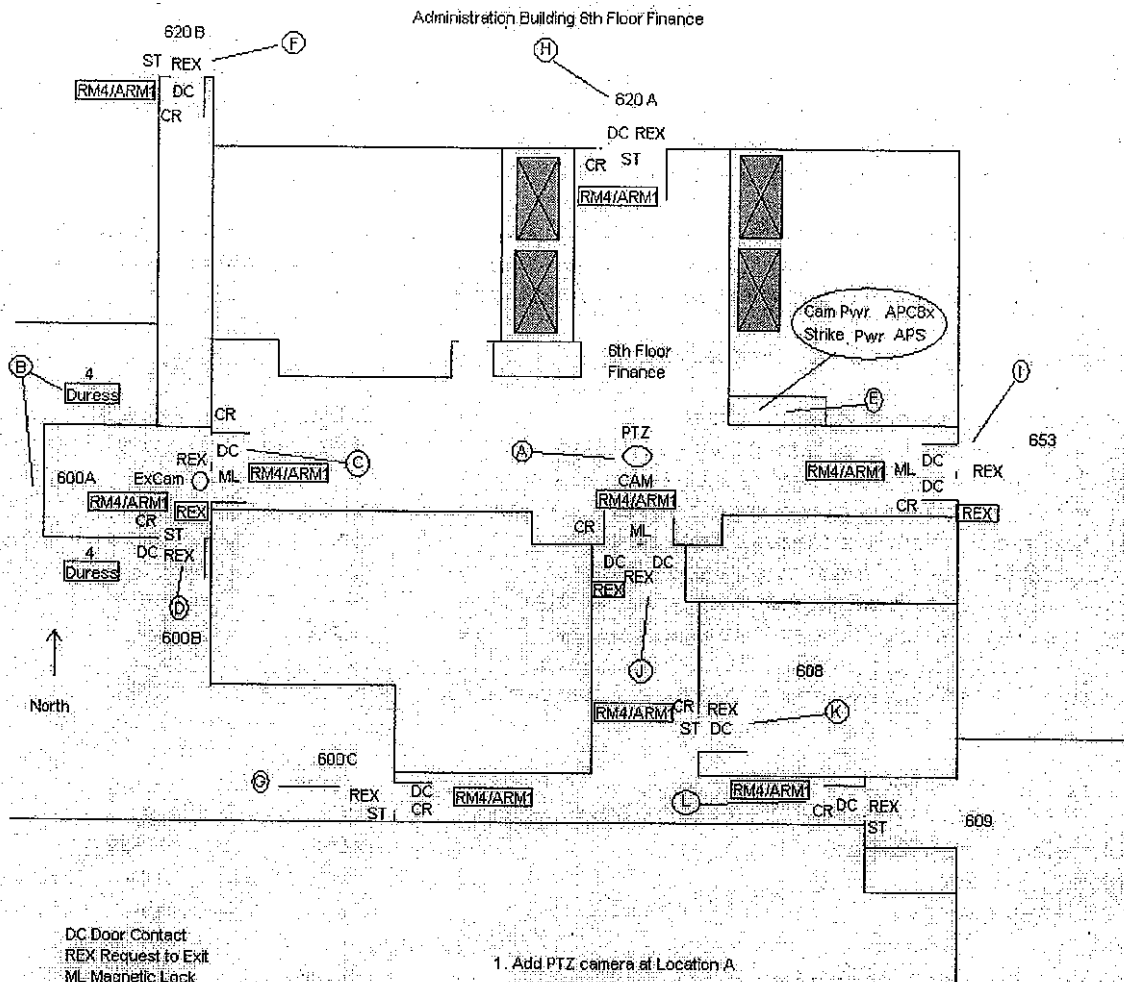 Administration Building 6th Floor Finance
620B
F
H
ST REX
620A
RM4/ARM1
DC
CR
DC REX
CR ST
RM4/ARM1
Cam Pwr. APC8x
Strike Pwr APS
6th Floor
Finance
B
4
Duress
I
E
CR
PTZ
653
DC
REX
C
A
600A
ExCam
ML
RM4/ARM1
CAM
RM4/ARM1
RM4/ARM1
ML
DC
REX
DC
RM4/ARM1
REX
CR
REX
CR
ST
CR
ML
4
Duress
DC REX
DC DC
REX
REX
D
600B
J
608
North
RM4/ARM1
CR REX
K
ST DC
600C
G
REX
DC
RM4/ARM1
RM4/ARM1
L
ST
CR
CR
DC
REX
609
ST
DC Door Contact
REX Request to Exit
ML Magnetic Lock
1. Add PTZ camera at Location A